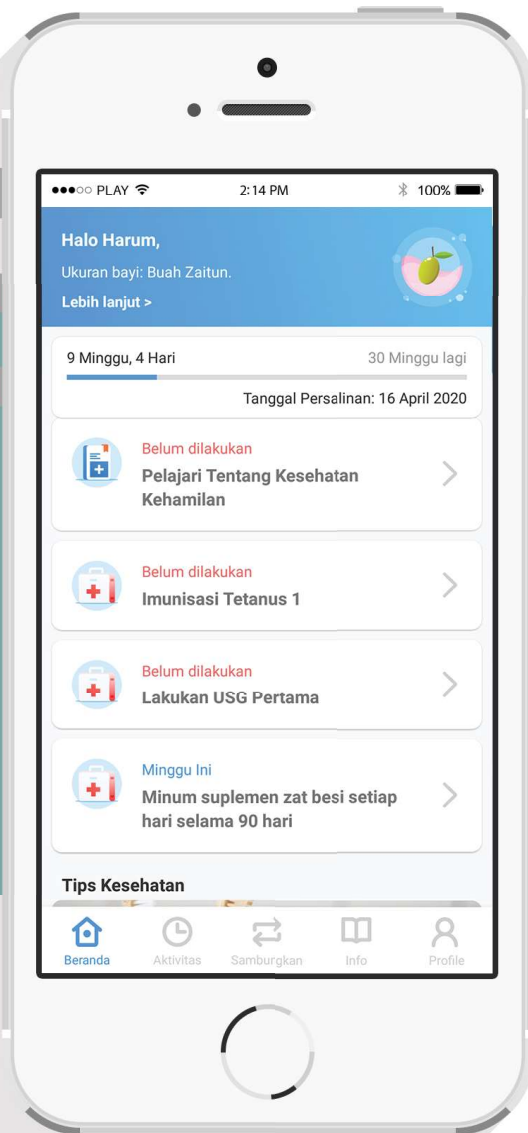 PLAY 2:14 PM 100%
Halo Harum,
Ukuran bayi: Buah Zaitun.
Lebih lanjut >
9 Minggu, 4 Hari 30 Minggu lagi
Tanggal Persalinan: 16 April 2020
Belum dilakukan
Pelajari Tentang Kesehatan
Kehamilan
Belum dilakukan
Imunisasi Tetanus 1
Belum dilakukan
Lakukan USG Pertama
Minggu Ini
Minum suplemen zat besi setiap
hari selama 90 hari
Tips Kesehatan
Beranda Aktivitas Samburgkan Info Profile